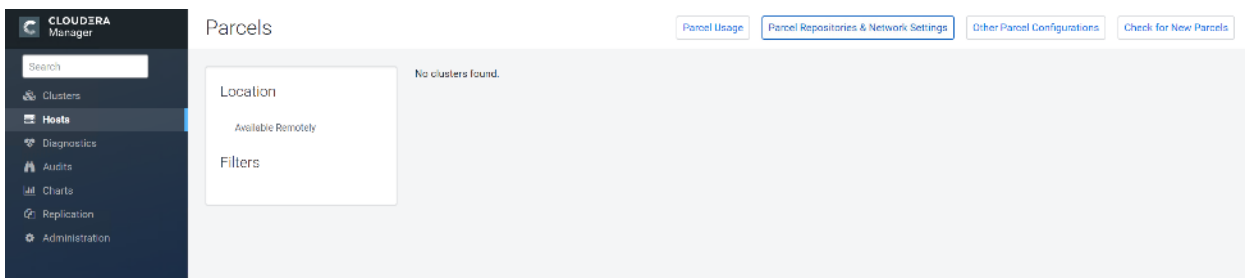 CLOUDERA
Manager
Search
Clusters
Hosts
Diagnostics
Audits
Charts
Replication
Administration
Parcels
Parcel Usage
Parcel Repositories & Network Settings
Other Parcel Configurations
Check for New Parcels
Location
Available Remotely
Filters
No clusters found.